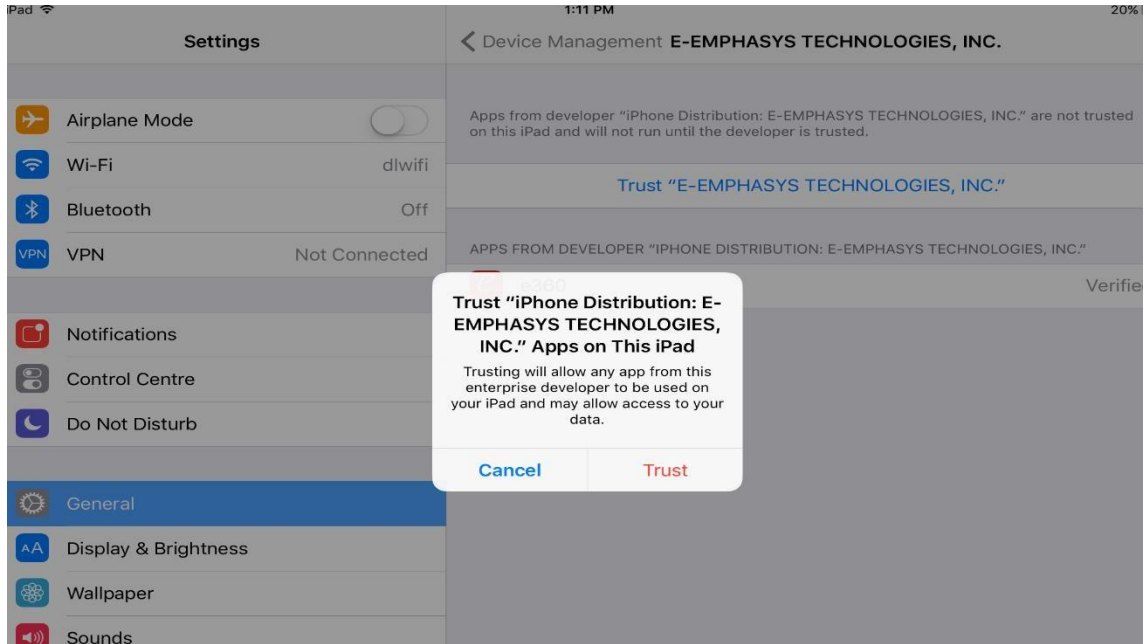 iPad 1:11 PM 20%
Settings
Device Management E-EMPHASYS TECHNOLOGIES, INC.
Apps from developer “iPhone Distribution: E-EMPHASYS TECHNOLOGIES, INC.” are not trusted
on this iPad and will not run until the developer is trusted.
Airplane Mode
Wi-Fi dlwifi
Trust “E-EMPHASYS TECHNOLOGIES, INC.”
Bluetooth Off
VPN VPN Not Connected
APPS FROM DEVELOPER “IPHONE DISTRIBUTION: E-EMPHASYS TECHNOLOGIES, INC.”
e360 Verifie
Notifications
Control Centre
Do Not Disturb
General
AA Display & Brightness
Wallpaper
Sounds
Trust “iPhone Distribution: E-
EMPHASYS TECHNOLOGIES,
INC.” Apps on This iPad
Trusting will allow any app from this
enterprise developer to be used on
your iPad and may allow access to your
data.
Cancel Trust